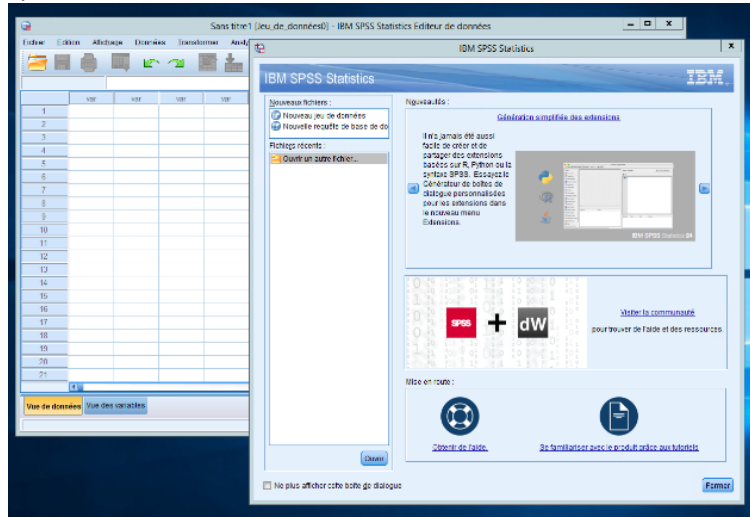 Sans titre1 [Jeu_de_données0] - IBM SPSS Statistics Editeur de données
Fichier Edition Affichage Données Transformer
IBM SPSS Statistics
IBM SPSS Statistics
IBM
var var var var
1
2
3
4
5
6
7
8
9
10
11
12
13
14
15
16
17
18
19
20
21
Vue de données Vue des variables
Nouveaux fichiers :
Nouveau jeu de données
Nouvelle requête de base de do
Fichiers récents :
Ouvrir un autre fichier...
Ouvrir
Nouveautés :
Génération simplifiée des extensions
Il n'a jamais été aussi
facile de créer et de
partager des extensions
basées sur R, Python ou la
syntaxe SPSS. Essayez le
Générateur de boîtes de
dialogue personnalisées
pour les extensions dans
le nouveau menu
Extensions.
IBM SPSS Statistics 24
SPSS + dW
Visiter la communauté
pour trouver de l'aide et des ressources.
Mise en route :
Obtenir de l'aide.
Se familiariser avec le produit grâce aux tutoriels
Ne plus afficher cette boîte de dialogue
Fermer